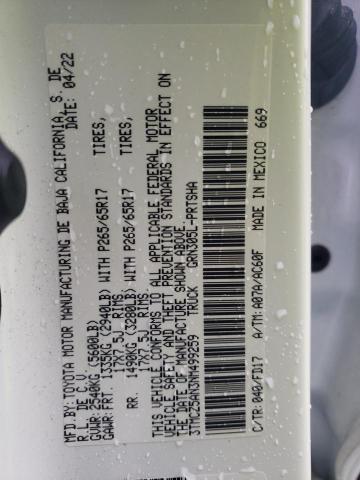 MFD.BY:TOYOTA MOTOR MANUFACTURING DE BAJA CALIFORNIA S. DE
R.L. DE C.V. DATE: 04/22
GVWR:2540KG (5600LB)
GAWR:FRT. 1335KG (2940LB) WITH P265/65R17 TIRES,
17X7.5J RIMS
RR. 1490KG (3280LB) WITH P265/65R17 TIRES,
17X7.5J RIMS
THIS VEHICLE CONFORMS TO ALL APPLICABLE FEDERAL MOTOR
VEHICLE SAFETY AND THEFT PREVENTION STANDARDS IN EFFECT ON
THE DATE OF MANUFACTURE SHOWN ABOVE.
3TMCZ5AN3NM499259 TRUCK GRN305L-PRTSHA
C/TR:040/FD17 A/TM:A07A/AC60F MADE IN MEXICO 669